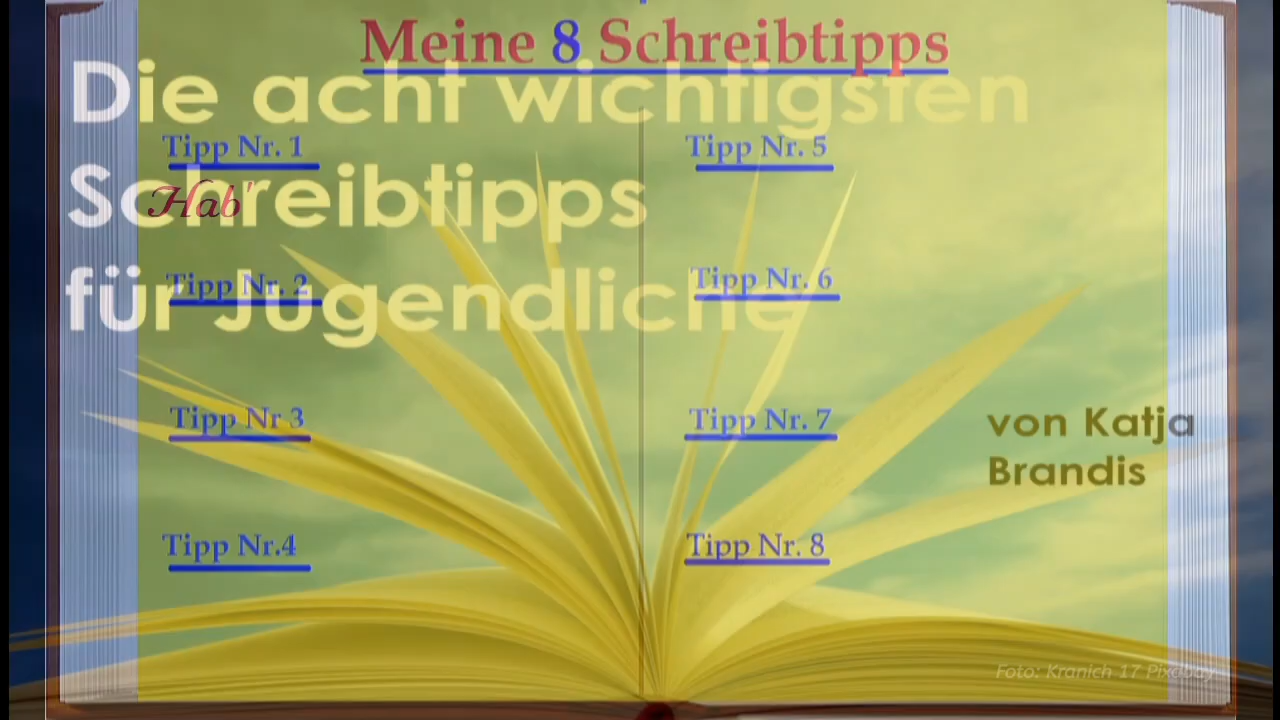 Meine 8 Schreibtipps
Die acht wichtigsten
Schreibtipps
für Jugendliche
von Katja
Brandis
Tipp Nr. 1
Hab'
Tipp Nr. 2
Tipp Nr 3
Tipp Nr.4
Tipp Nr. 5
Tipp Nr. 6
Tipp Nr. 7
Tipp Nr. 8
Foto: Kranich 17 Pixabay